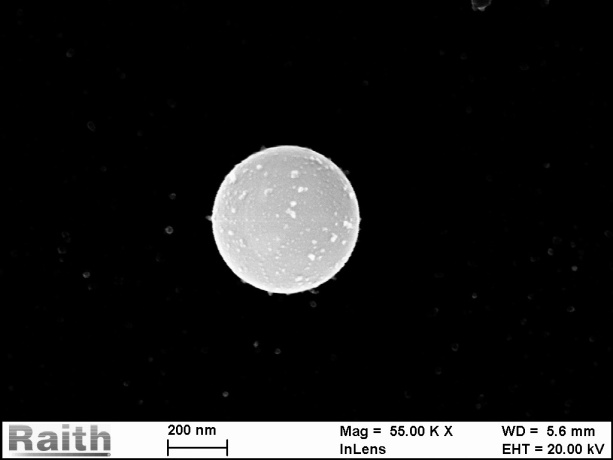 Raith
200 nm
Mag = 55.00 K X
WD = 5.6 mm
InLens
EHT = 20.00 kV